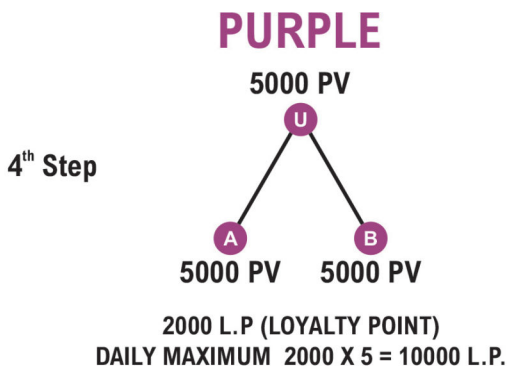 PURPLE
5000 PV
U
4th Step
A B
5000 PV 5000 PV
2000 L.P (LOYALTY POINT)
DAILY MAXIMUM 2000 X 5 = 10000 L.P.